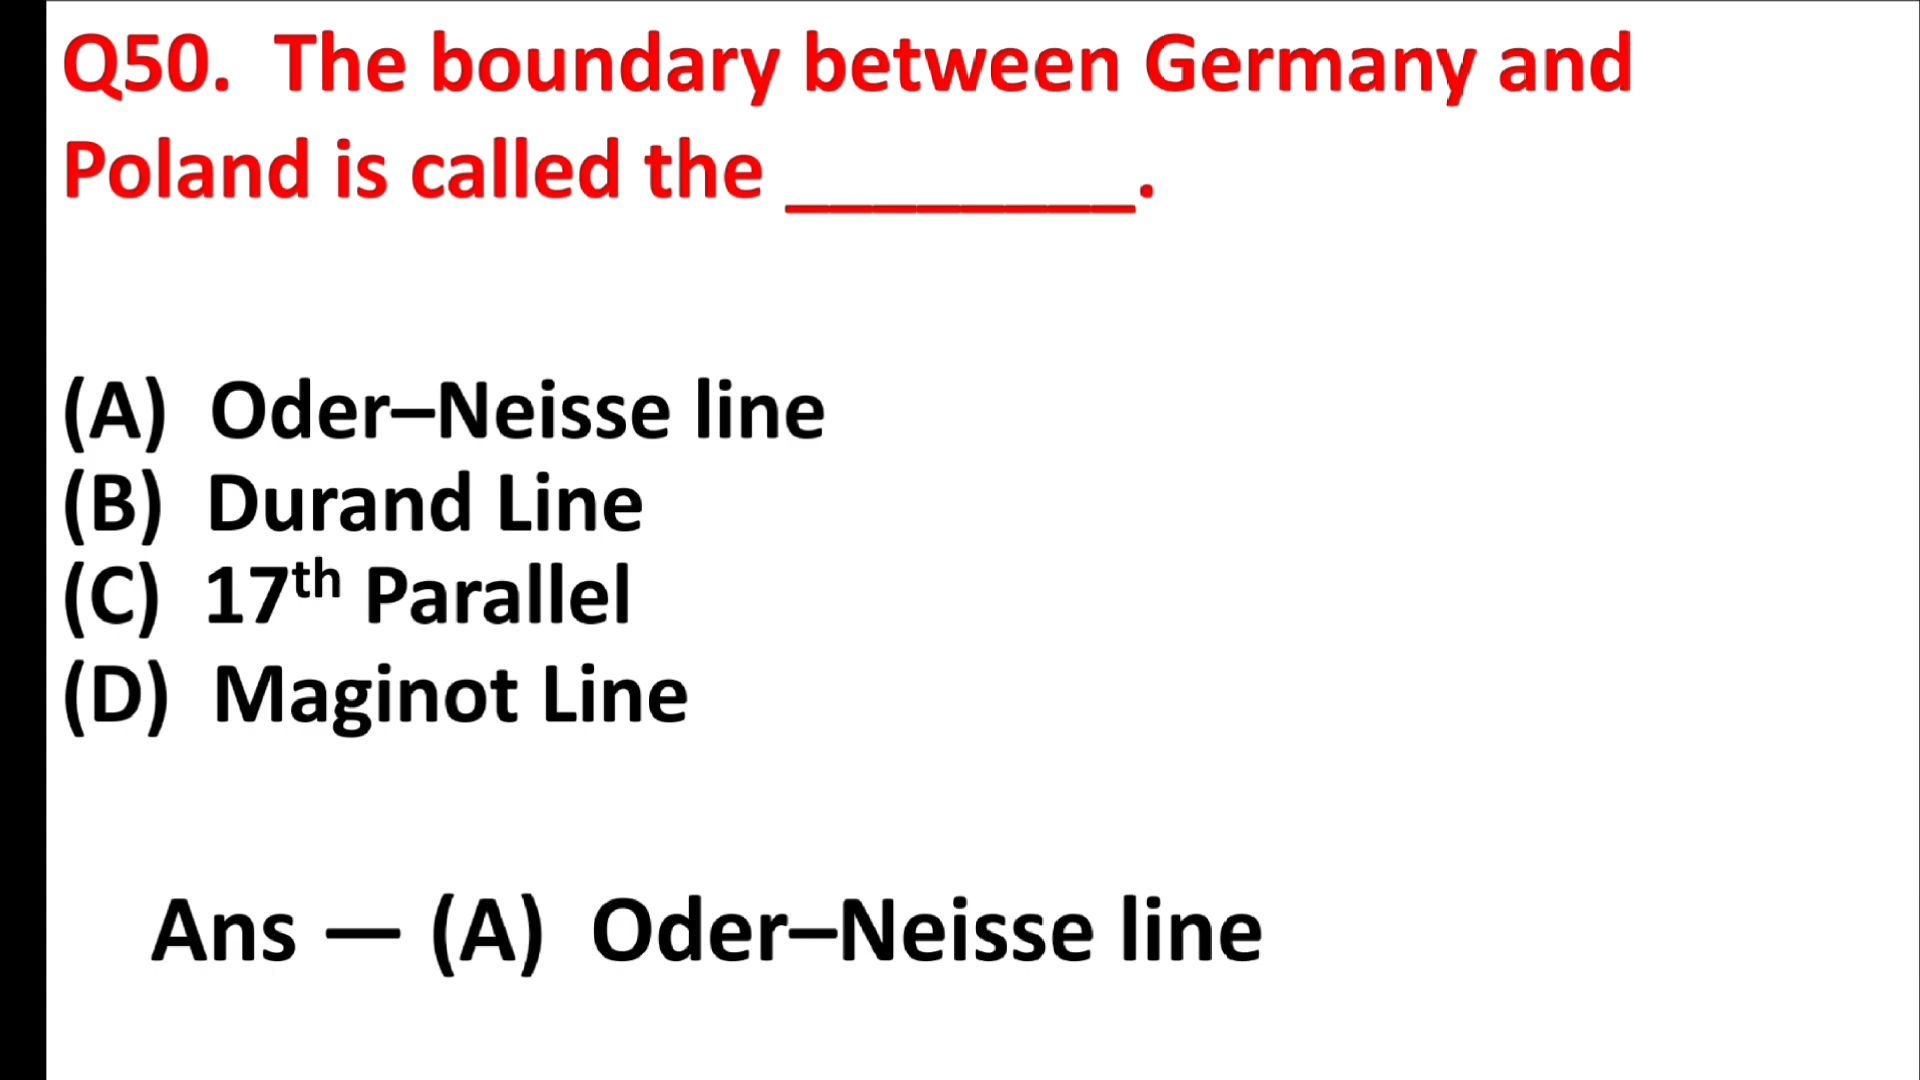 Q50. The boundary between Germany and
Poland is called the ________.
(A) Oder–Neisse line
(B) Durand Line
(C) 17th Parallel
(D) Maginot Line
Ans — (A) Oder–Neisse line